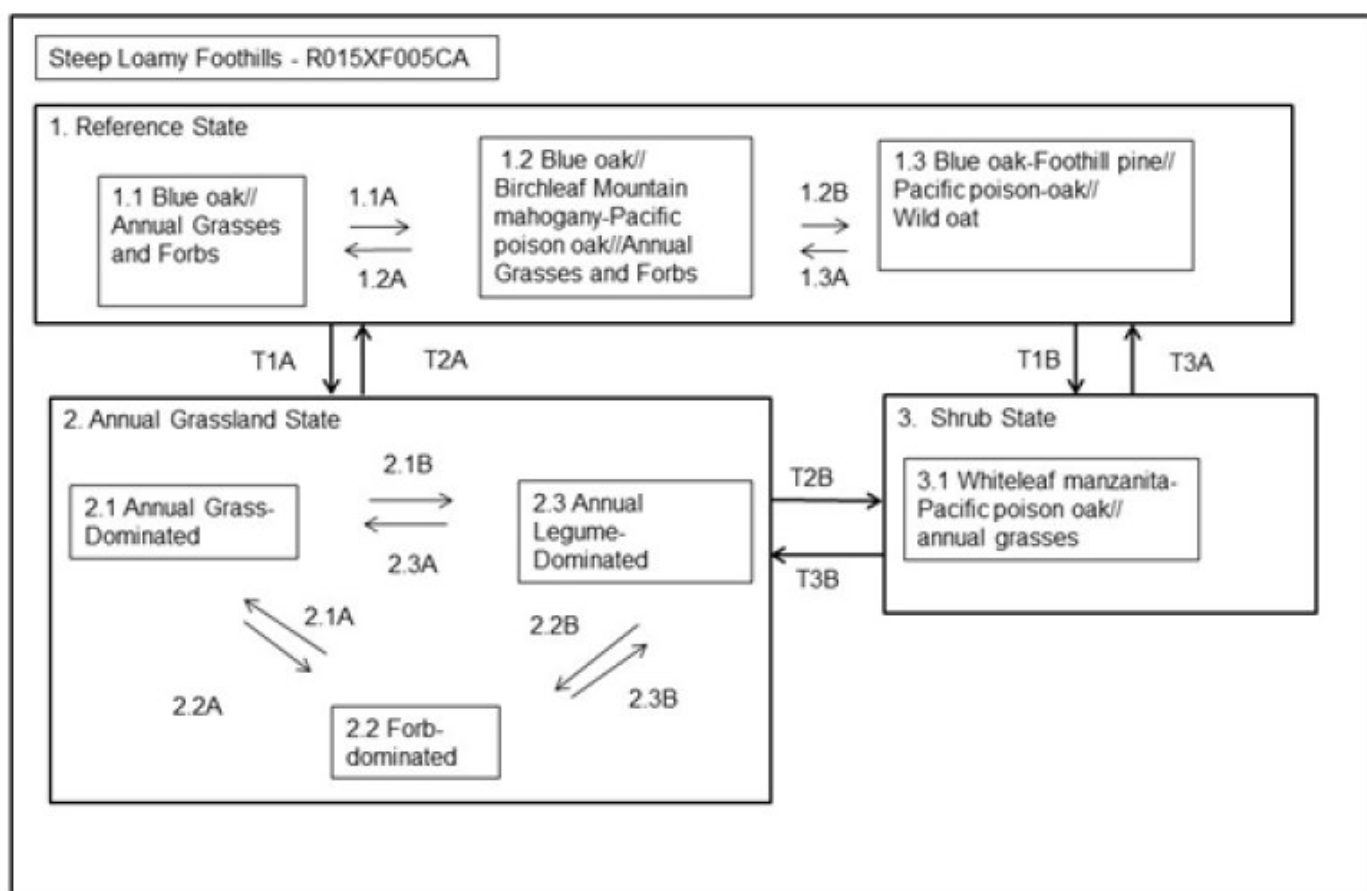 Steep Loamy Foothills - R015XF005CA
1. Reference State
1.1 Blue oak//
Annual Grasses
and Forbs
1.1A
1.2A
1.2 Blue oak//
Birchleaf Mountain
mahogany-Pacific
poison oak//Annual
Grasses and Forbs
1.2B
1.3A
1.3 Blue oak-Foothill pine//
Pacific poison-oak//
Wild oat
T1A
T2A
T1B
T3A
2. Annual Grassland State
2.1 Annual Grass-
Dominated
2.1B
2.3A
2.3 Annual
Legume-
Dominated
2.1A
2.2A
2.2B
2.3B
2.2 Forb-
dominated
T2B
T3B
3. Shrub State
3.1 Whiteleaf manzanita-
Pacific poison oak//
annual grasses